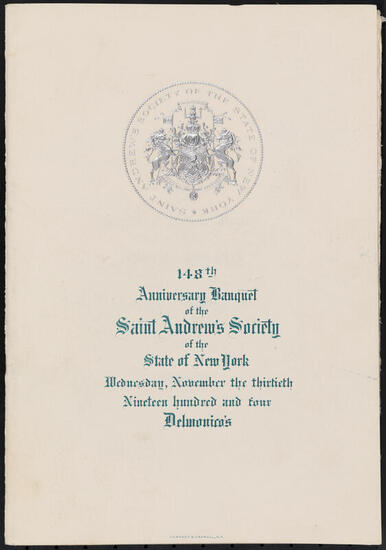 SAINT ANDREW'S SOCIETY OF THE STATE OF NEW YORK
148th
Anniversary Banquet
of the
Saint Andrew's Society
of the
State of New York
Wednesday, November the thirtieth
Nineteen hundred and four
Delmonico's